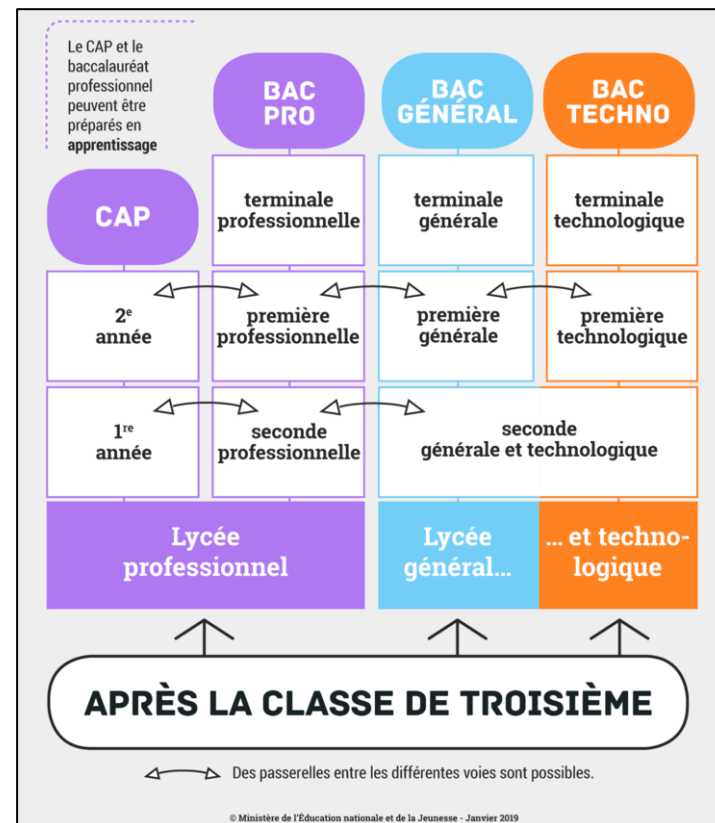 Le CAP et le
baccalauréat
professionnel
peuvent être
préparés en
apprentissage
BAC
PRO
BAC
GÉNÉRAL
BAC
TECHNO
CAP
terminale
professionnelle
terminale
générale
terminale
technologique
2e
année
première
professionnelle
première
générale
première
technologique
1re
année
seconde
professionnelle
seconde
générale et technologique
Lycée
professionnel
Lycée
général...
... et techno-
logique
APRÈS LA CLASSE DE TROISIÈME
Des passerelles entre les différentes voies sont possibles.
© Ministère de l'Éducation nationale et de la Jeunesse - Janvier 2019